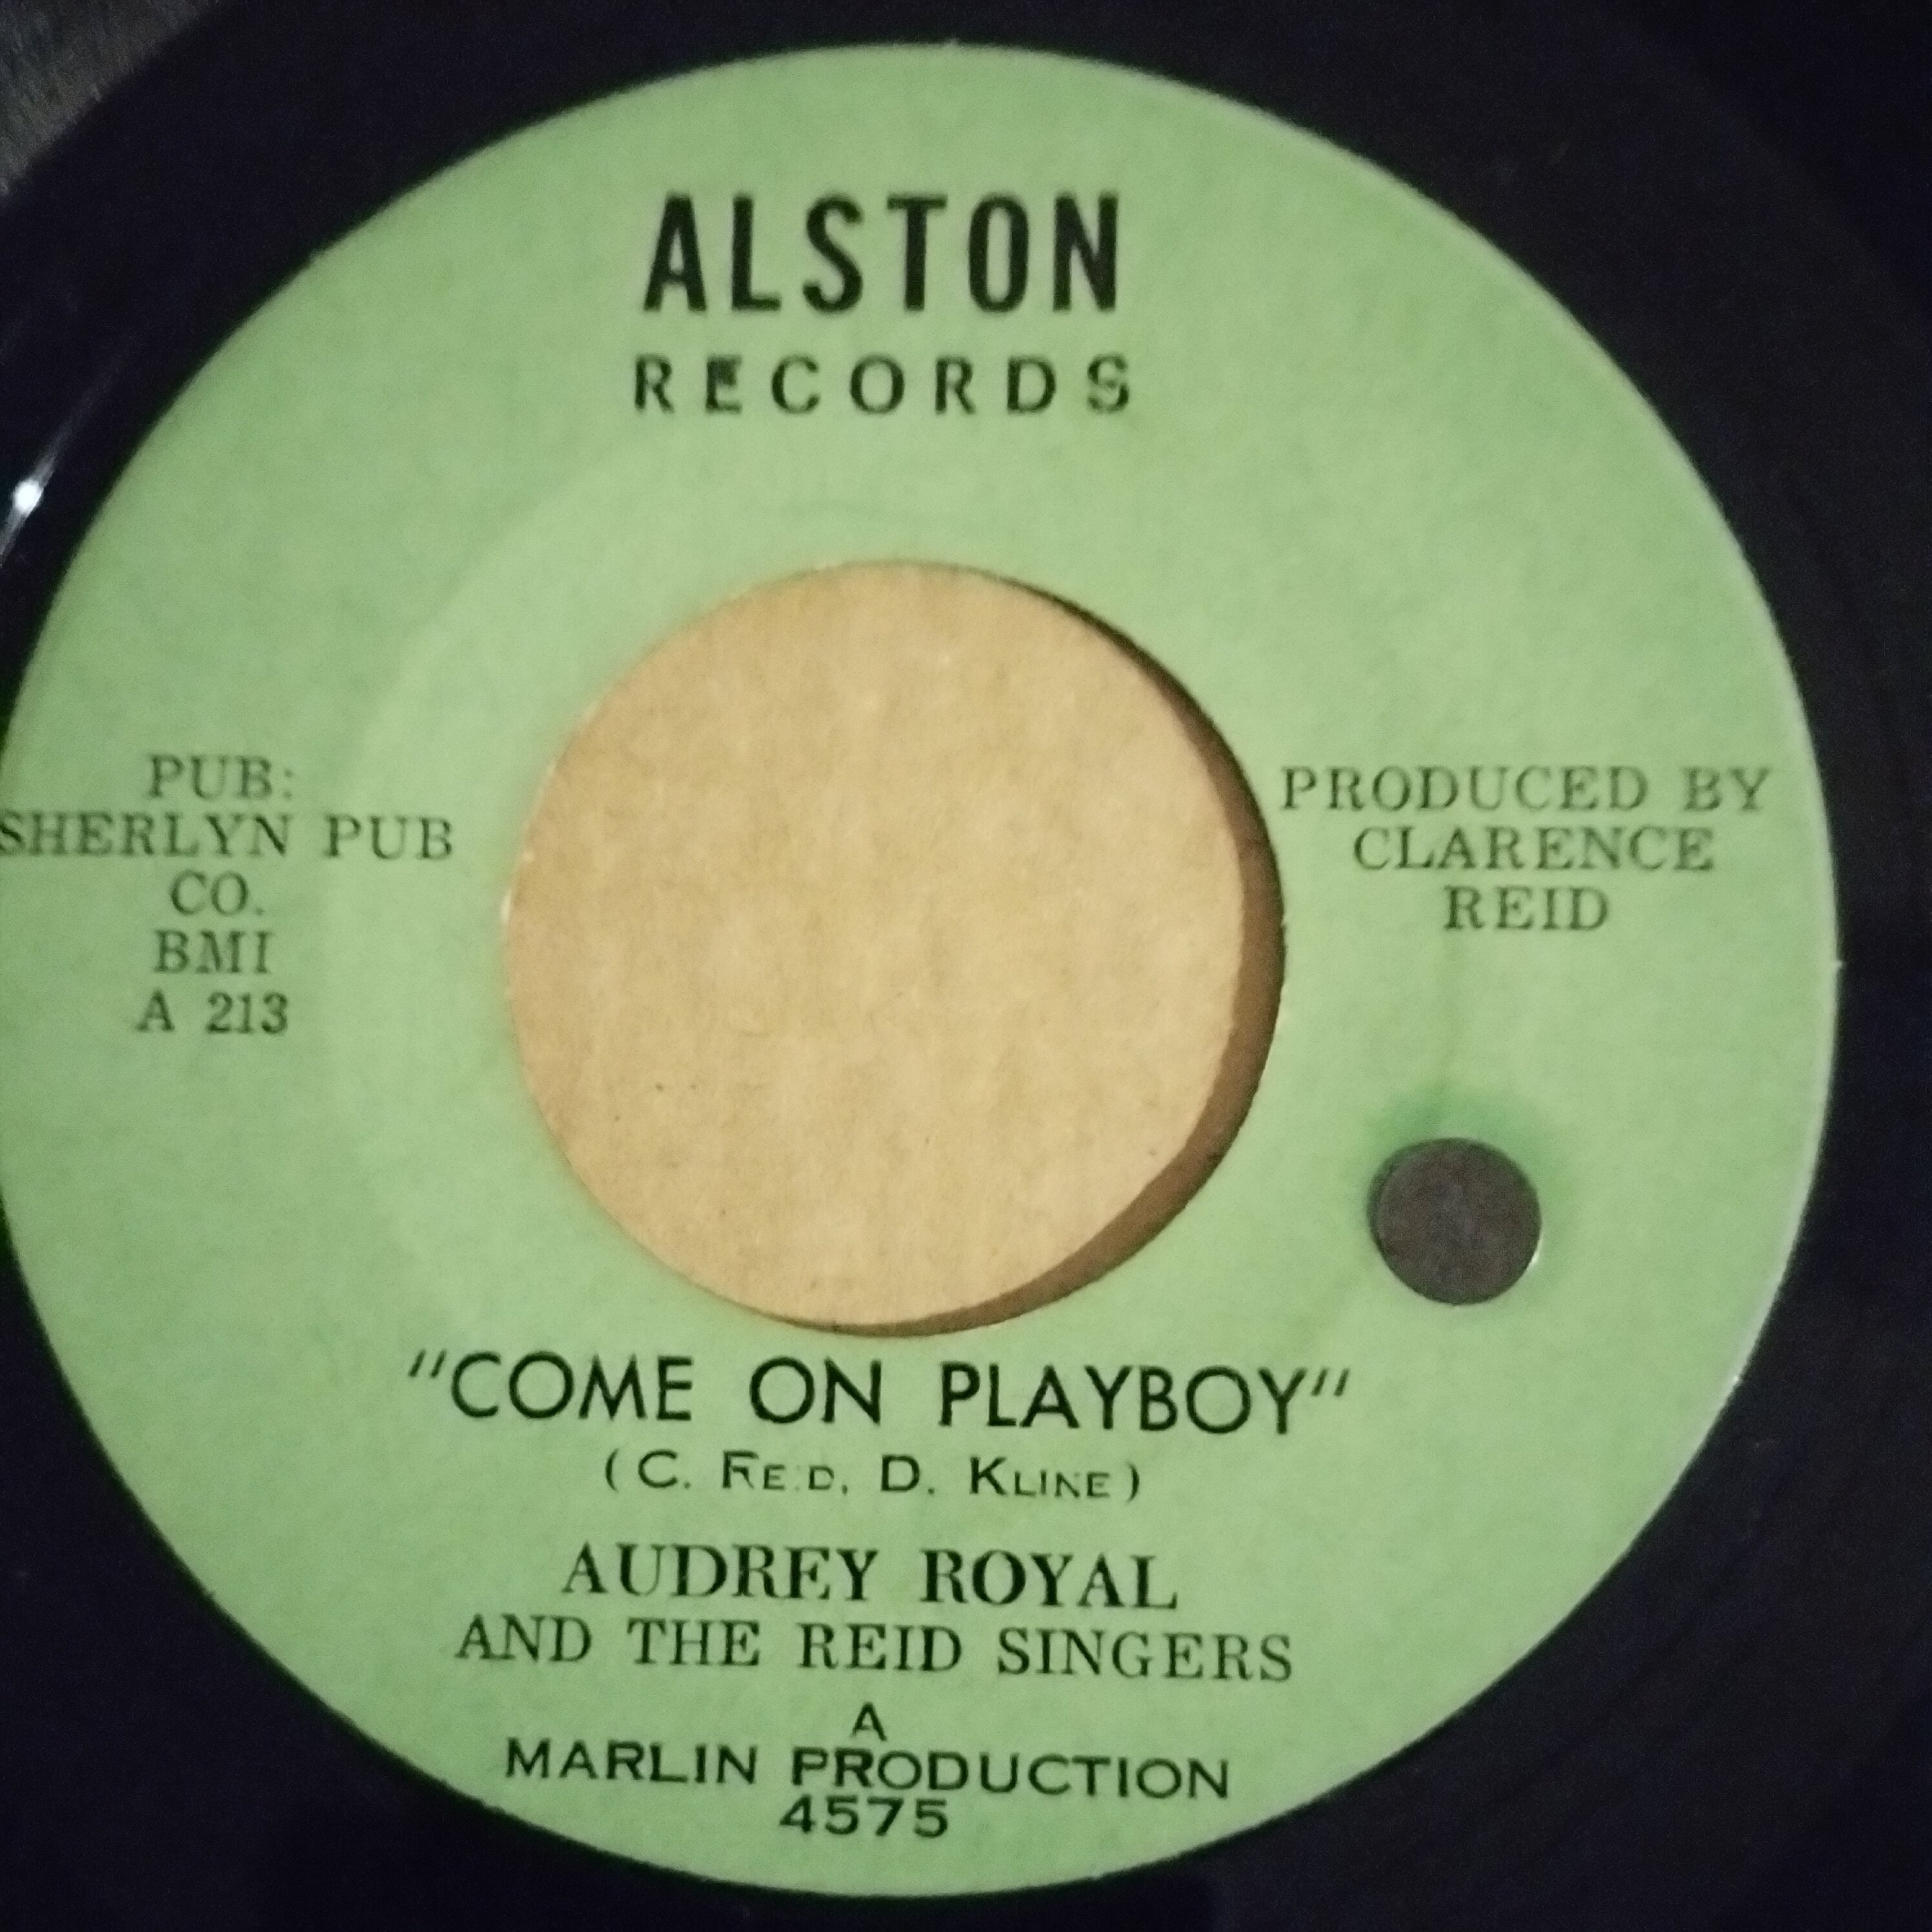 ALSTON
RECORDS
PUB:
SHERLYN PUB
CO.
BMI
A 213
PRODUCED BY
CLARENCE
REID
"COME ON PLAYBOY"
(C. REID, D. KLINE)
AUDREY ROYAL
AND THE REID SINGERS
A
MARLIN PRODUCTION
4575